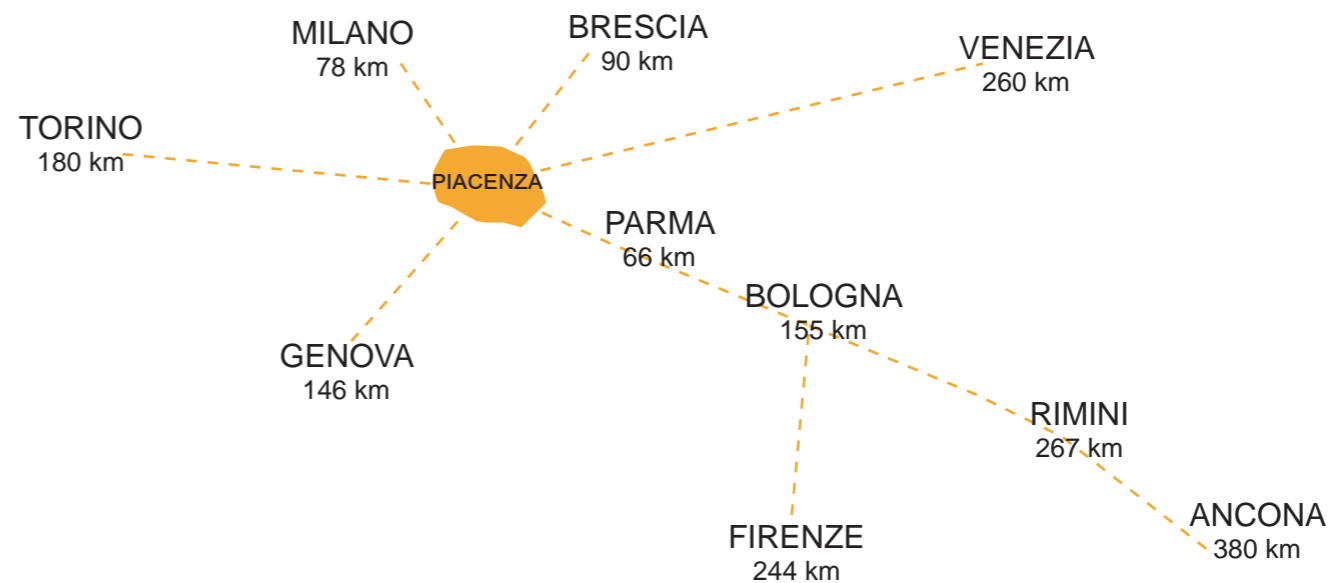 MILANO
78 km
BRESCIA
90 km
VENEZIA
260 km
TORINO
180 km
PIACENZA
PARMA
66 km
BOLOGNA
155 km
GENOVA
146 km
RIMINI
267 km
FIRENZE
244 km
ANCONA
380 km